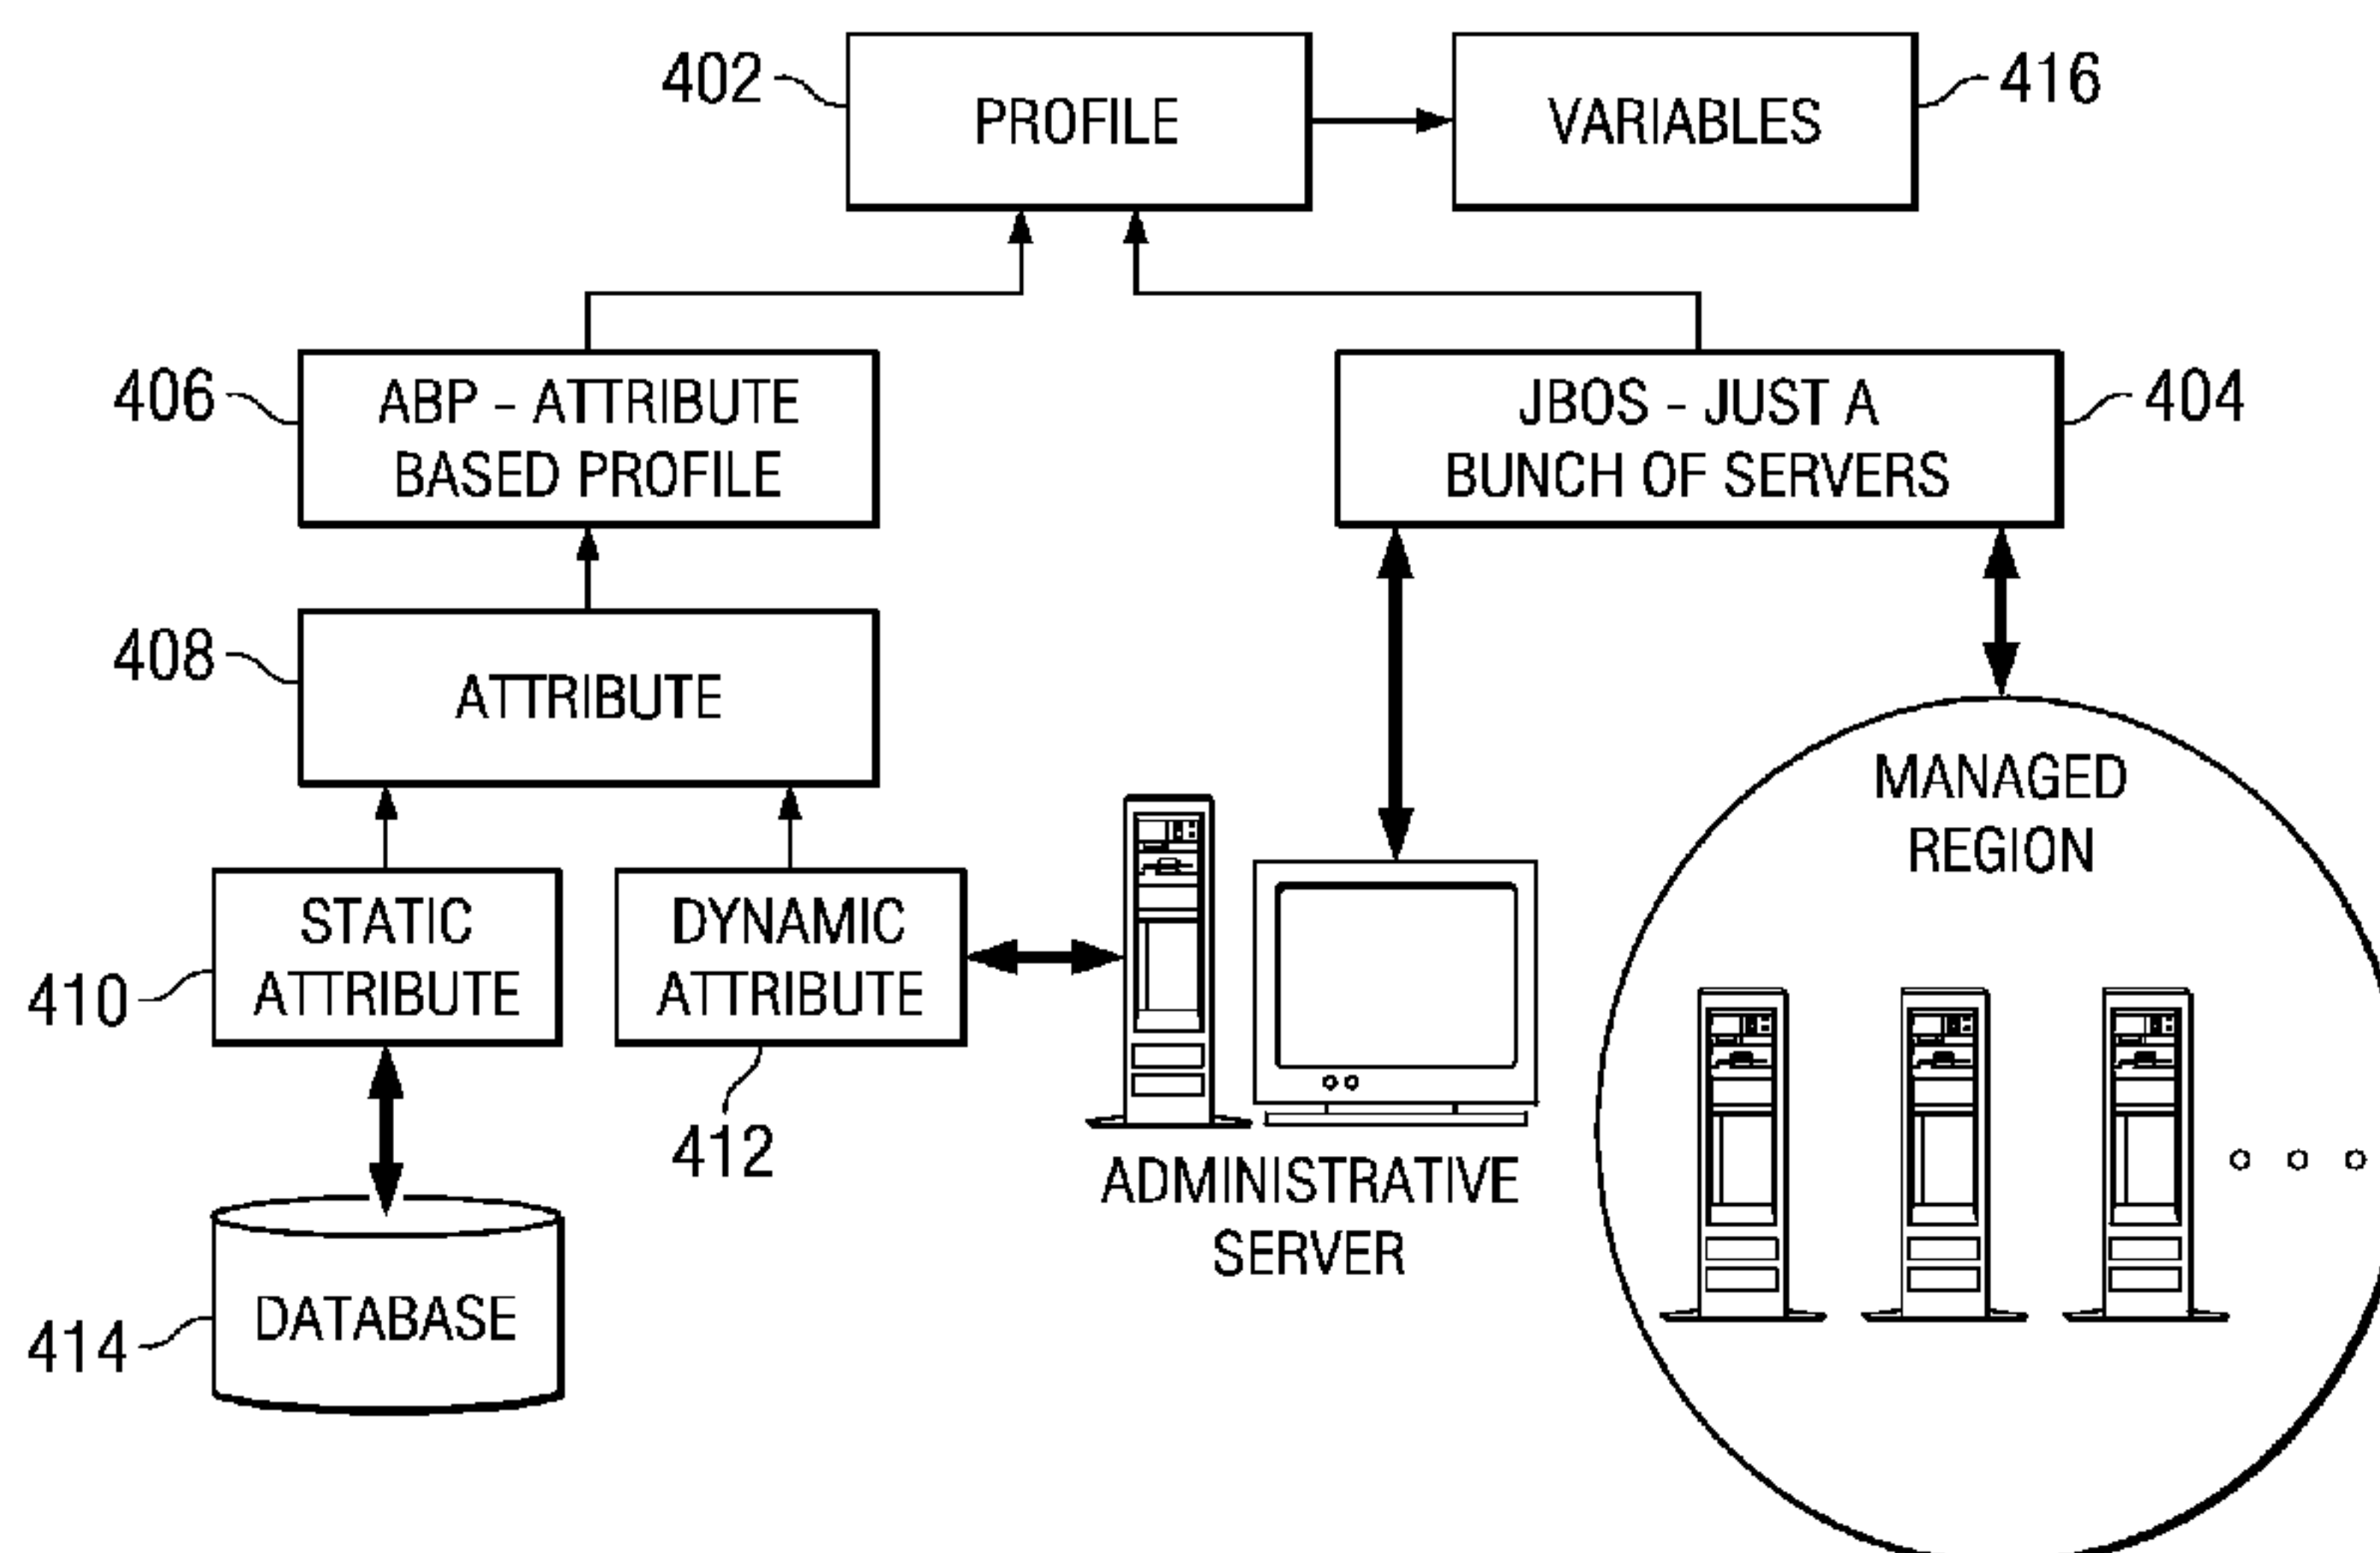 402
PROFILE
VARIABLES
416
406
ABP - ATTRIBUTE
BASED PROFILE
JBOS - JUST A
BUNCH OF SERVERS
404
408
ATTRIBUTE
MANAGED
REGION
410
STATIC
ATTRIBUTE
DYNAMIC
ATTRIBUTE
412
ADMINISTRATIVE
SERVER
414
DATABASE